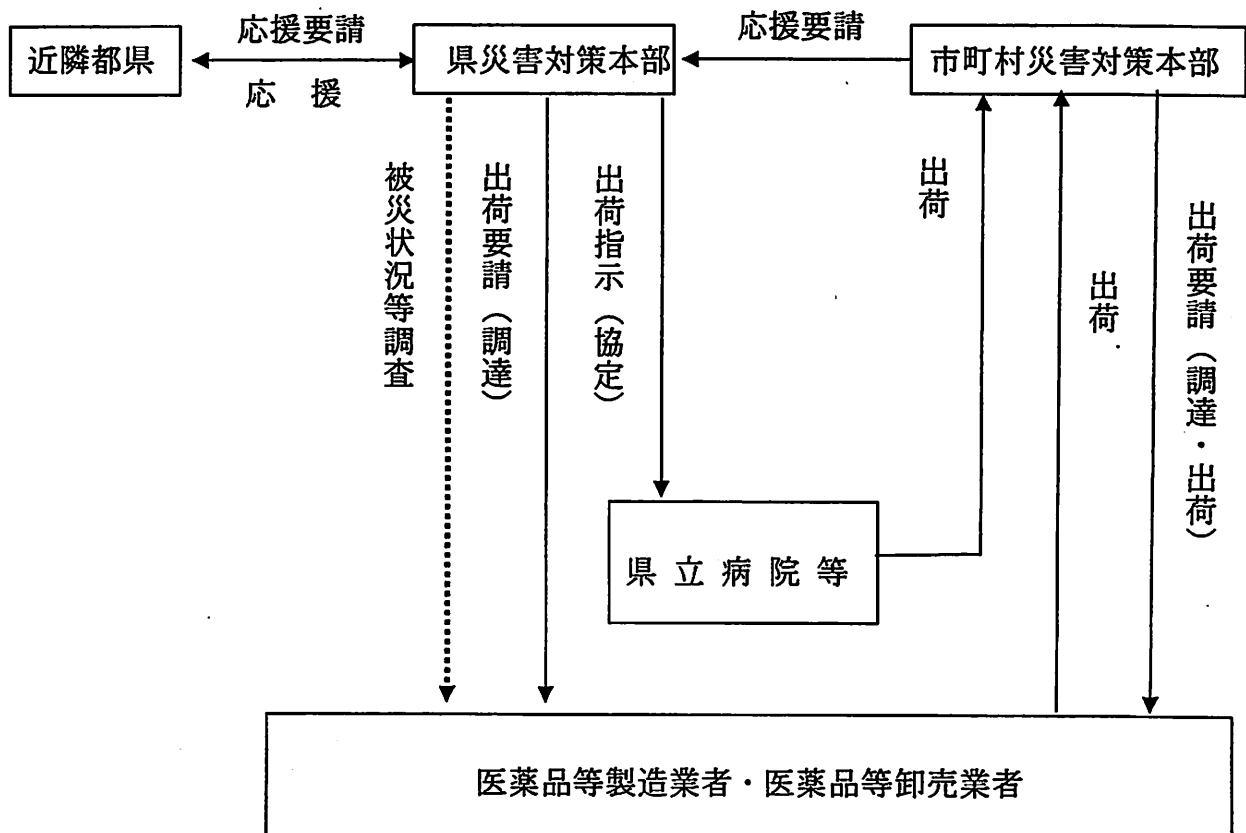 近隣都県
応援要請
応 援
県災害対策本部
応援要請
市町村災害対策本部
被災状況等調査
出荷要請（調達）
出荷指示（協定）
出荷
出荷
出荷要請（調達・出荷）
県 立 病 院 等
医薬品等製造業者・医薬品等卸売業者